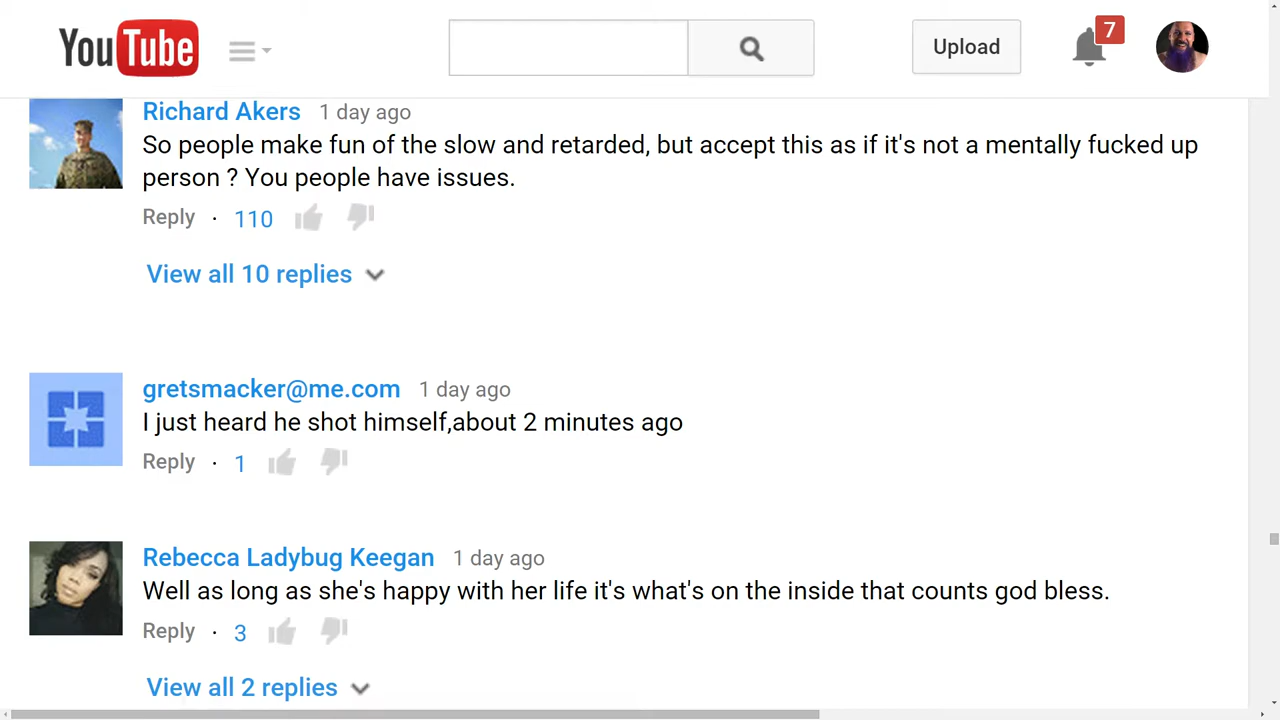 YouTube
Upload
7
Richard Akers 1 day ago
So people make fun of the slow and retarded, but accept this as if it's not a mentally fucked up
person ? You people have issues.
Reply · 110
View all 10 replies
gretsmacker@me.com 1 day ago
I just heard he shot himself,about 2 minutes ago
Reply · 1
Rebecca Ladybug Keegan 1 day ago
Well as long as she's happy with her life it's what's on the inside that counts god bless.
Reply · 3
View all 2 replies